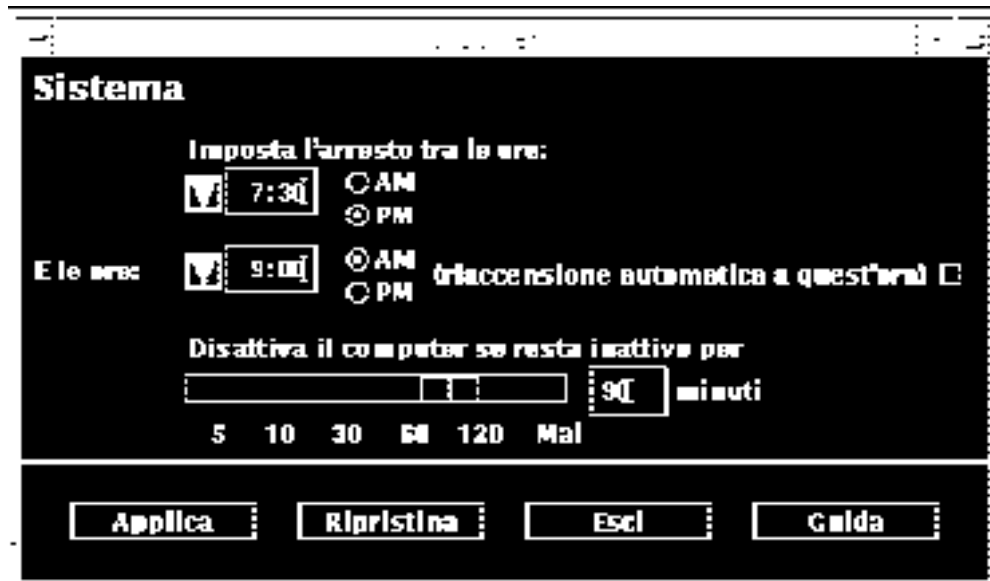 Sistema
Imposta l'arresto tra le ore:
7:30
AM
PM
E le ore:
9:00
AM
PM
(riaccensione automatica a quest'ora)
Disattiva il computer se resta inattivo per
90 minuti
5 10 30 60 120 Mai
Applica Ripristina Esci Guida